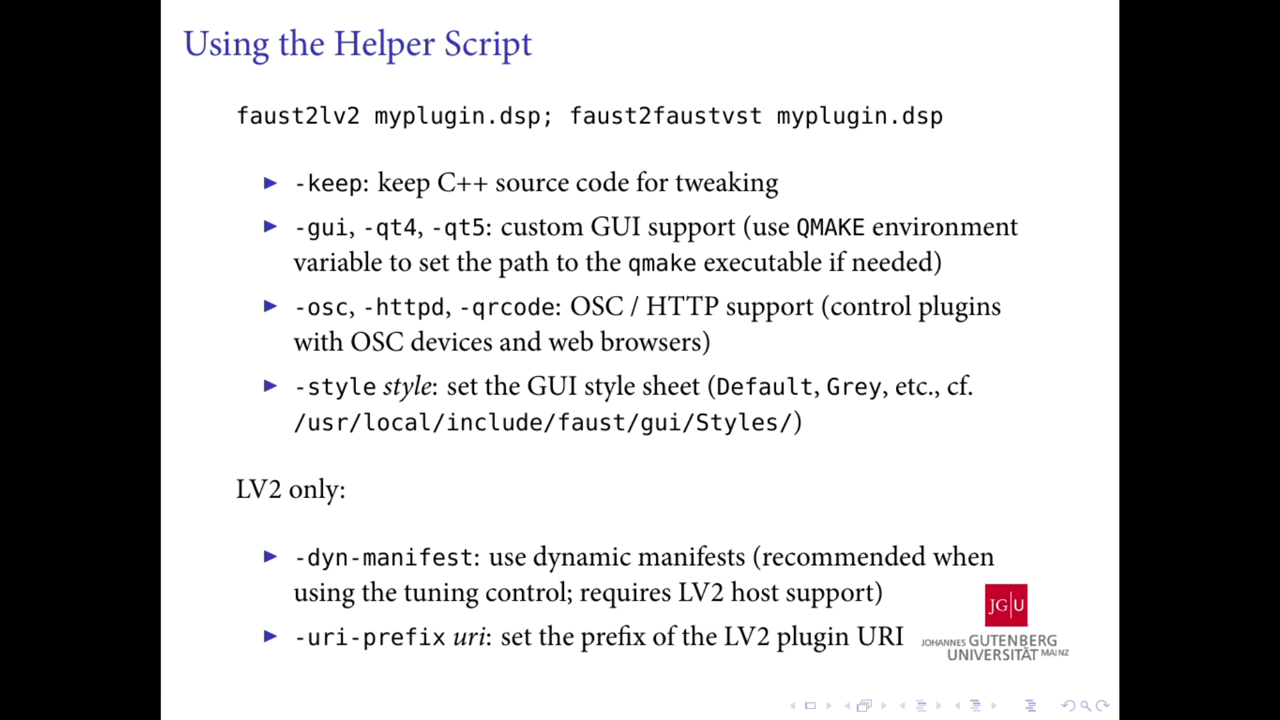 Using the Helper Script
faust2lv2 myplugin.dsp; faust2faustvst myplugin.dsp
-keep: keep C++ source code for tweaking
-gui, -qt4, -qt5: custom GUI support (use QMAKE environment
variable to set the path to the qmake executable if needed)
-osc, -httpd, -qrcode: OSC / HTTP support (control plugins
with OSC devices and web browsers)
-style style: set the GUI style sheet (Default, Grey, etc., cf.
/usr/local/include/faust/gui/Styles/)
LV2 only:
-dyn-manifest: use dynamic manifests (recommended when
using the tuning control; requires LV2 host support)
-uri-prefix uri: set the prefix of the LV2 plugin URI
JG|U
JOHANNES GUTENBERG
UNIVERSITÄT MAINZ